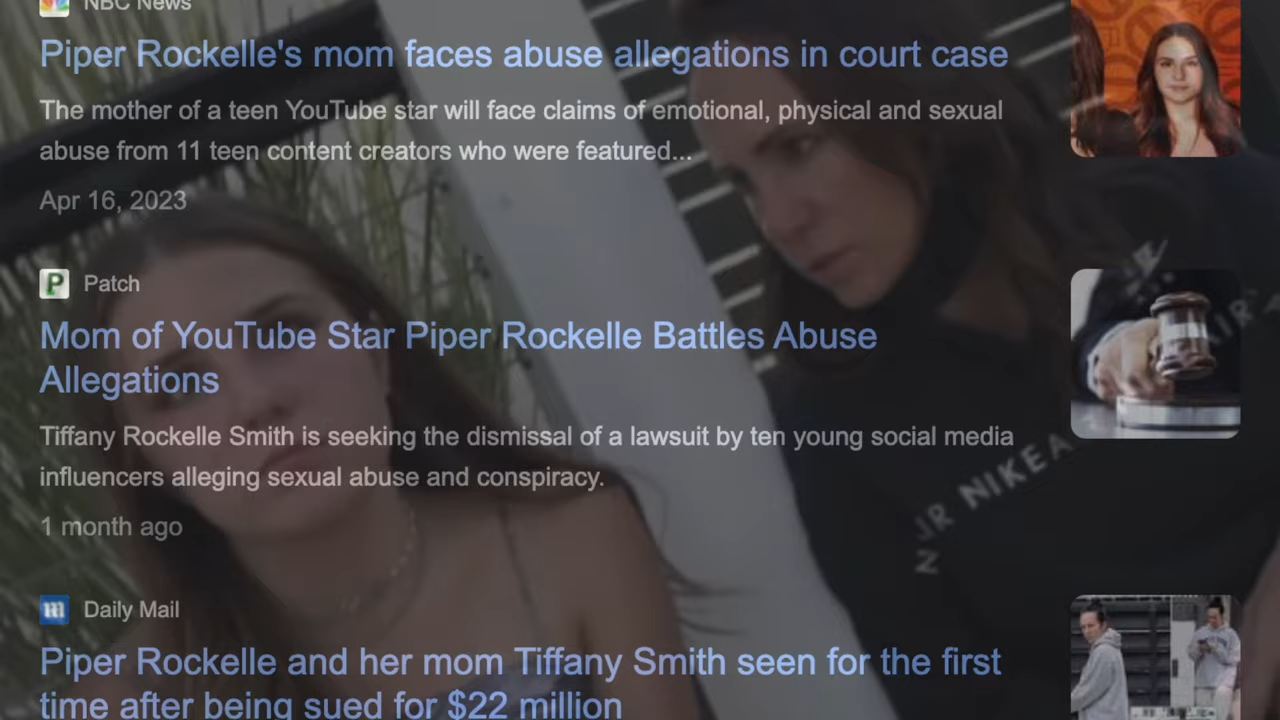 NBC News
Piper Rockelle's mom faces abuse allegations in court case
The mother of a teen YouTube star will face claims of emotional, physical and sexual
abuse from 11 teen content creators who were featured...
Apr 16, 2023
P Patch
Mom of YouTube Star Piper Rockelle Battles Abuse
Allegations
Tiffany Rockelle Smith is seeking the dismissal of a lawsuit by ten young social media
influencers alleging sexual abuse and conspiracy.
1 month ago
NIKE
m Daily Mail
Piper Rockelle and her mom Tiffany Smith seen for the first
time after being sued for $22 million